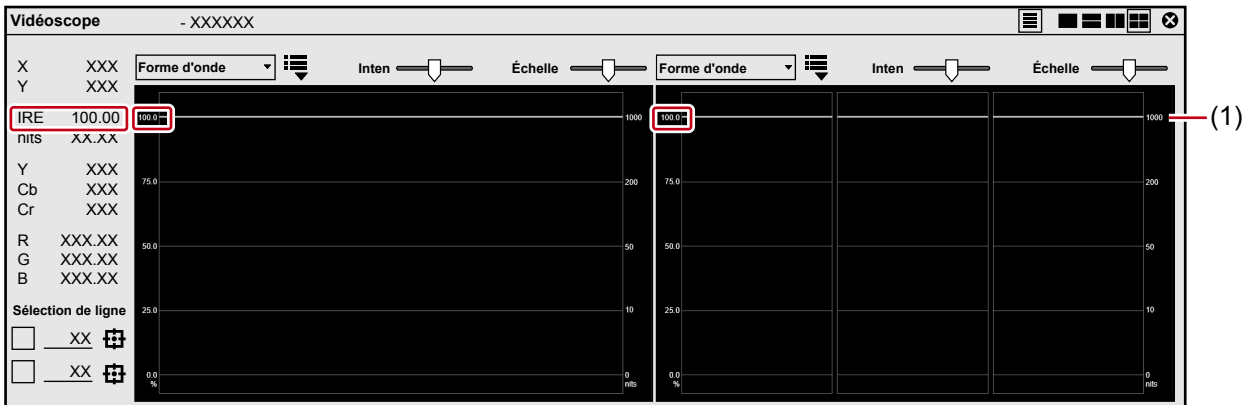 Vidéoscope - XXXXXX
X XXX
Y XXX
IRE 100.00
nits XX.XX
Y XXX
Cb XXX
Cr XXX
R XXX.XX
G XXX.XX
B XXX.XX
Sélection de ligne
XX
XX
Forme d'onde Inten Échelle
100.0 1000
75.0 200
50.0 50
25.0 10
0.0 0
% nits
Forme d'onde Inten Échelle
100.0 1000
75.0 200
50.0 50
25.0 10
0.0 0
% nits
(1)